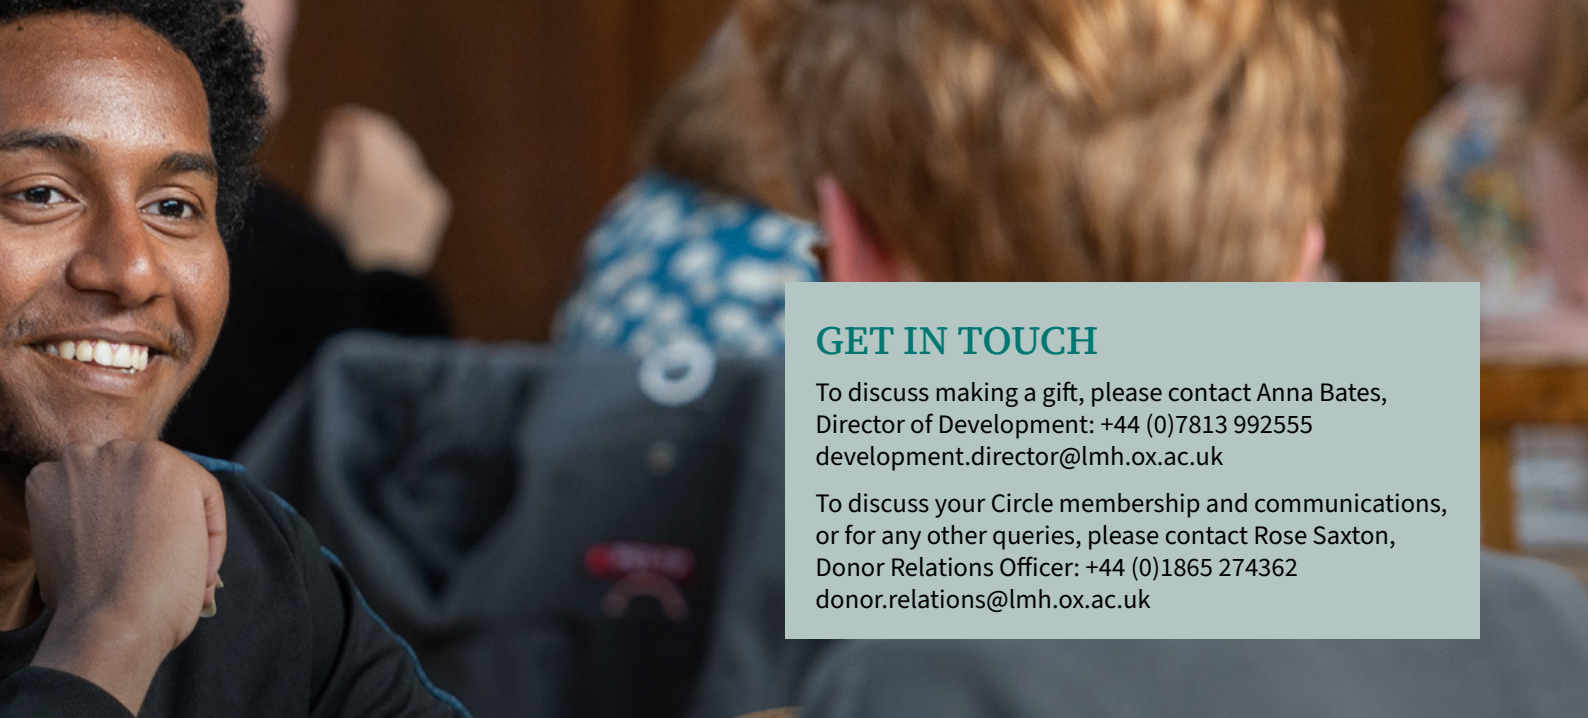 GET IN TOUCH
To discuss making a gift, please contact Anna Bates,
Director of Development: +44 (0)7813 992555
development.director@lmh.ox.ac.uk
To discuss your Circle membership and communications,
or for any other queries, please contact Rose Saxton,
Donor Relations Officer: +44 (0)1865 274362
donor.relations@lmh.ox.ac.uk